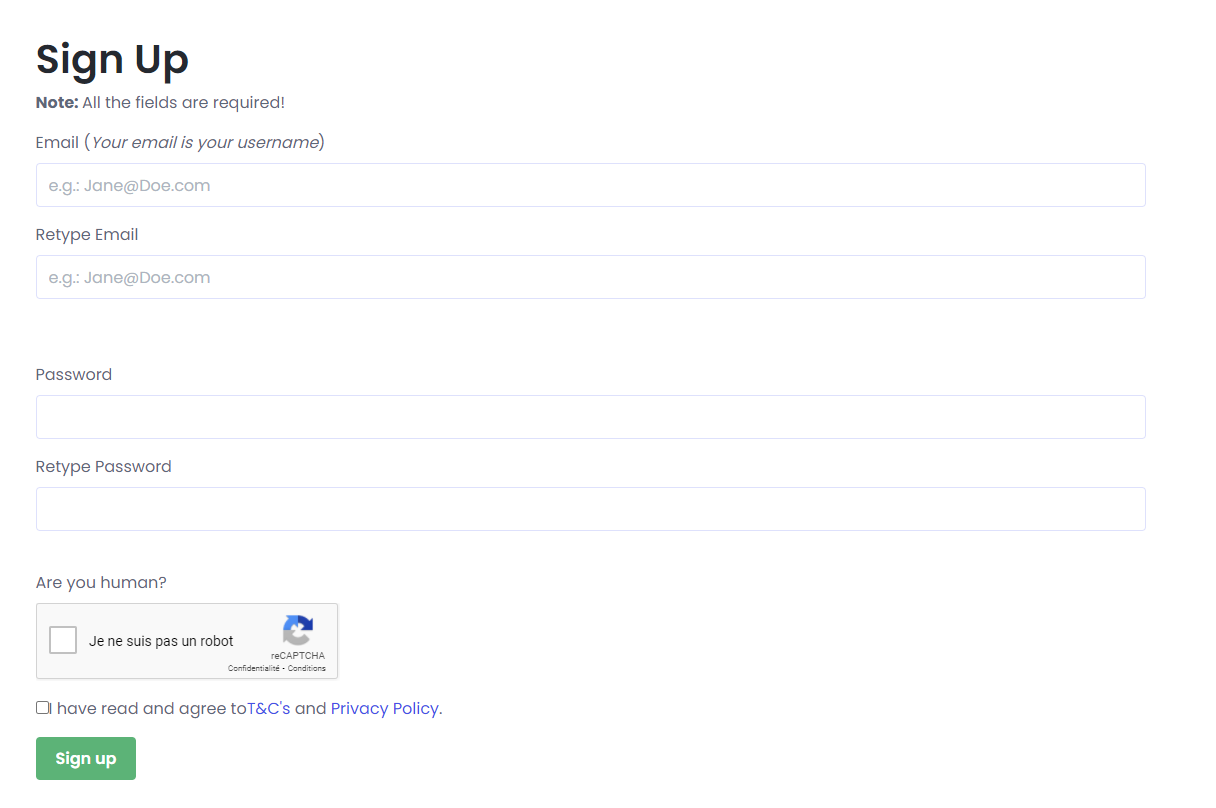 Sign Up
Note: All the fields are required!
Email (Your email is your username)
e.g.: Jane@Doe.com
Retype Email
e.g.: Jane@Doe.com
Password
Retype Password
Are you human?
Je ne suis pas un robot
reCAPTCHA
Confidentialité - Conditions
I have read and agree toT&C's and Privacy Policy.
Sign up